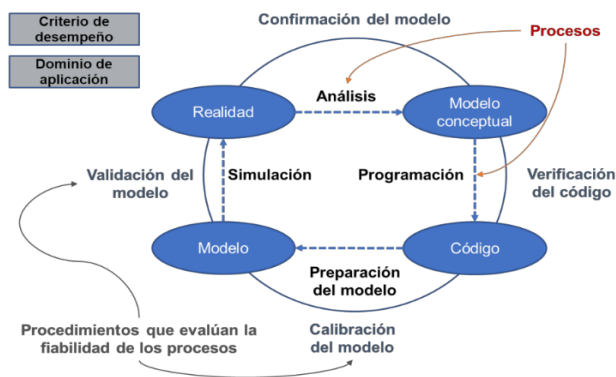 Criterio de
desempeño
Dominio de
aplicación
Confirmación del modelo
Procesos
Realidad
Análisis
Modelo
conceptual
Validación del
modelo
Simulación
Programación
Verificación
del código
Modelo
Código
Preparación
del modelo
Procedimientos que evalúan la
fiabilidad de los procesos
Calibración
del modelo